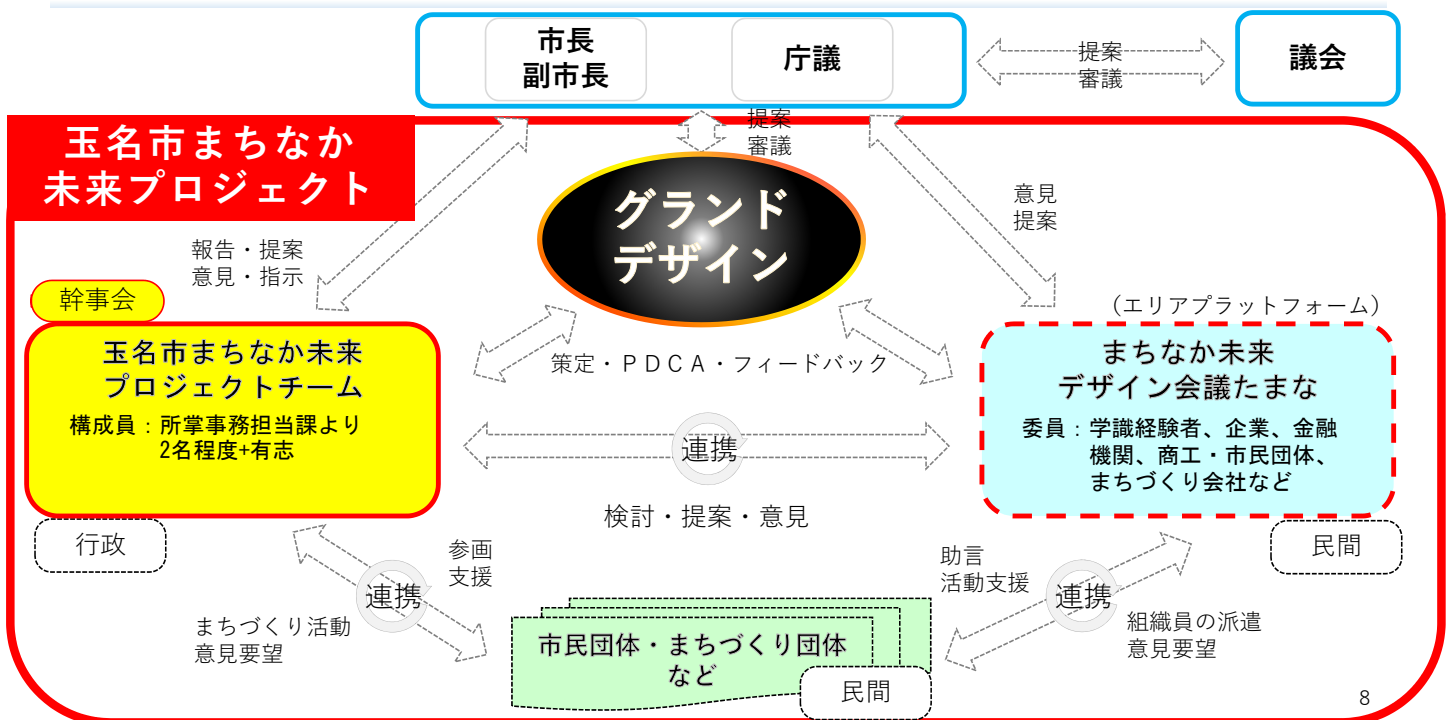 市長
副市長
庁議
提案
審議
議会
玉名市まちなか
未来プロジェクト
提案
審議
グランド
デザイン
意見
提案
報告・提案
意見・指示
幹事会
(エリアプラットフォーム)
玉名市まちなか未来
プロジェクトチーム
構成員：所掌事務担当課より
2名程度+有志
策定・ＰＤＣＡ・フィードバック
まちなか未来
デザイン会議たまな
委員：学識経験者、企業、金融
機関、商工・市民団体、
まちづくり会社など
連携
検討・提案・意見
行政
民間
参画
支援
助言
活動支援
連携
連携
まちづくり活動
意見要望
組織員の派遣
意見要望
市民団体・まちづくり団体
など
民間
8